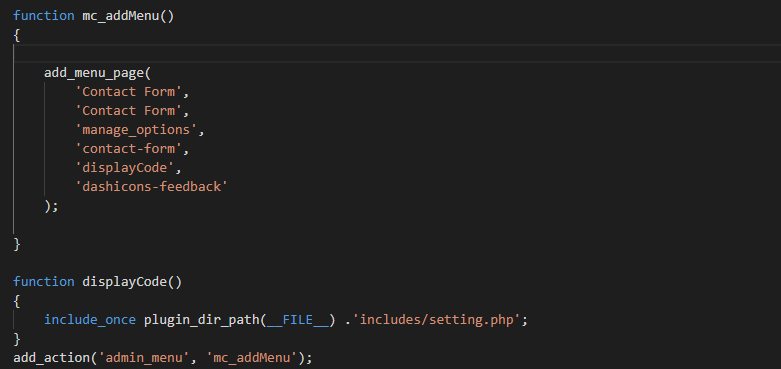 function mc_addMenu()
{
add_menu_page(
'Contact Form',
'Contact Form',
'manage_options',
'contact-form',
'displayCode',
'dashicons-feedback'
);
}
function displayCode()
{
include_once plugin_dir_path(__FILE__) .'includes/setting.php';
}
add_action('admin_menu', 'mc_addMenu');